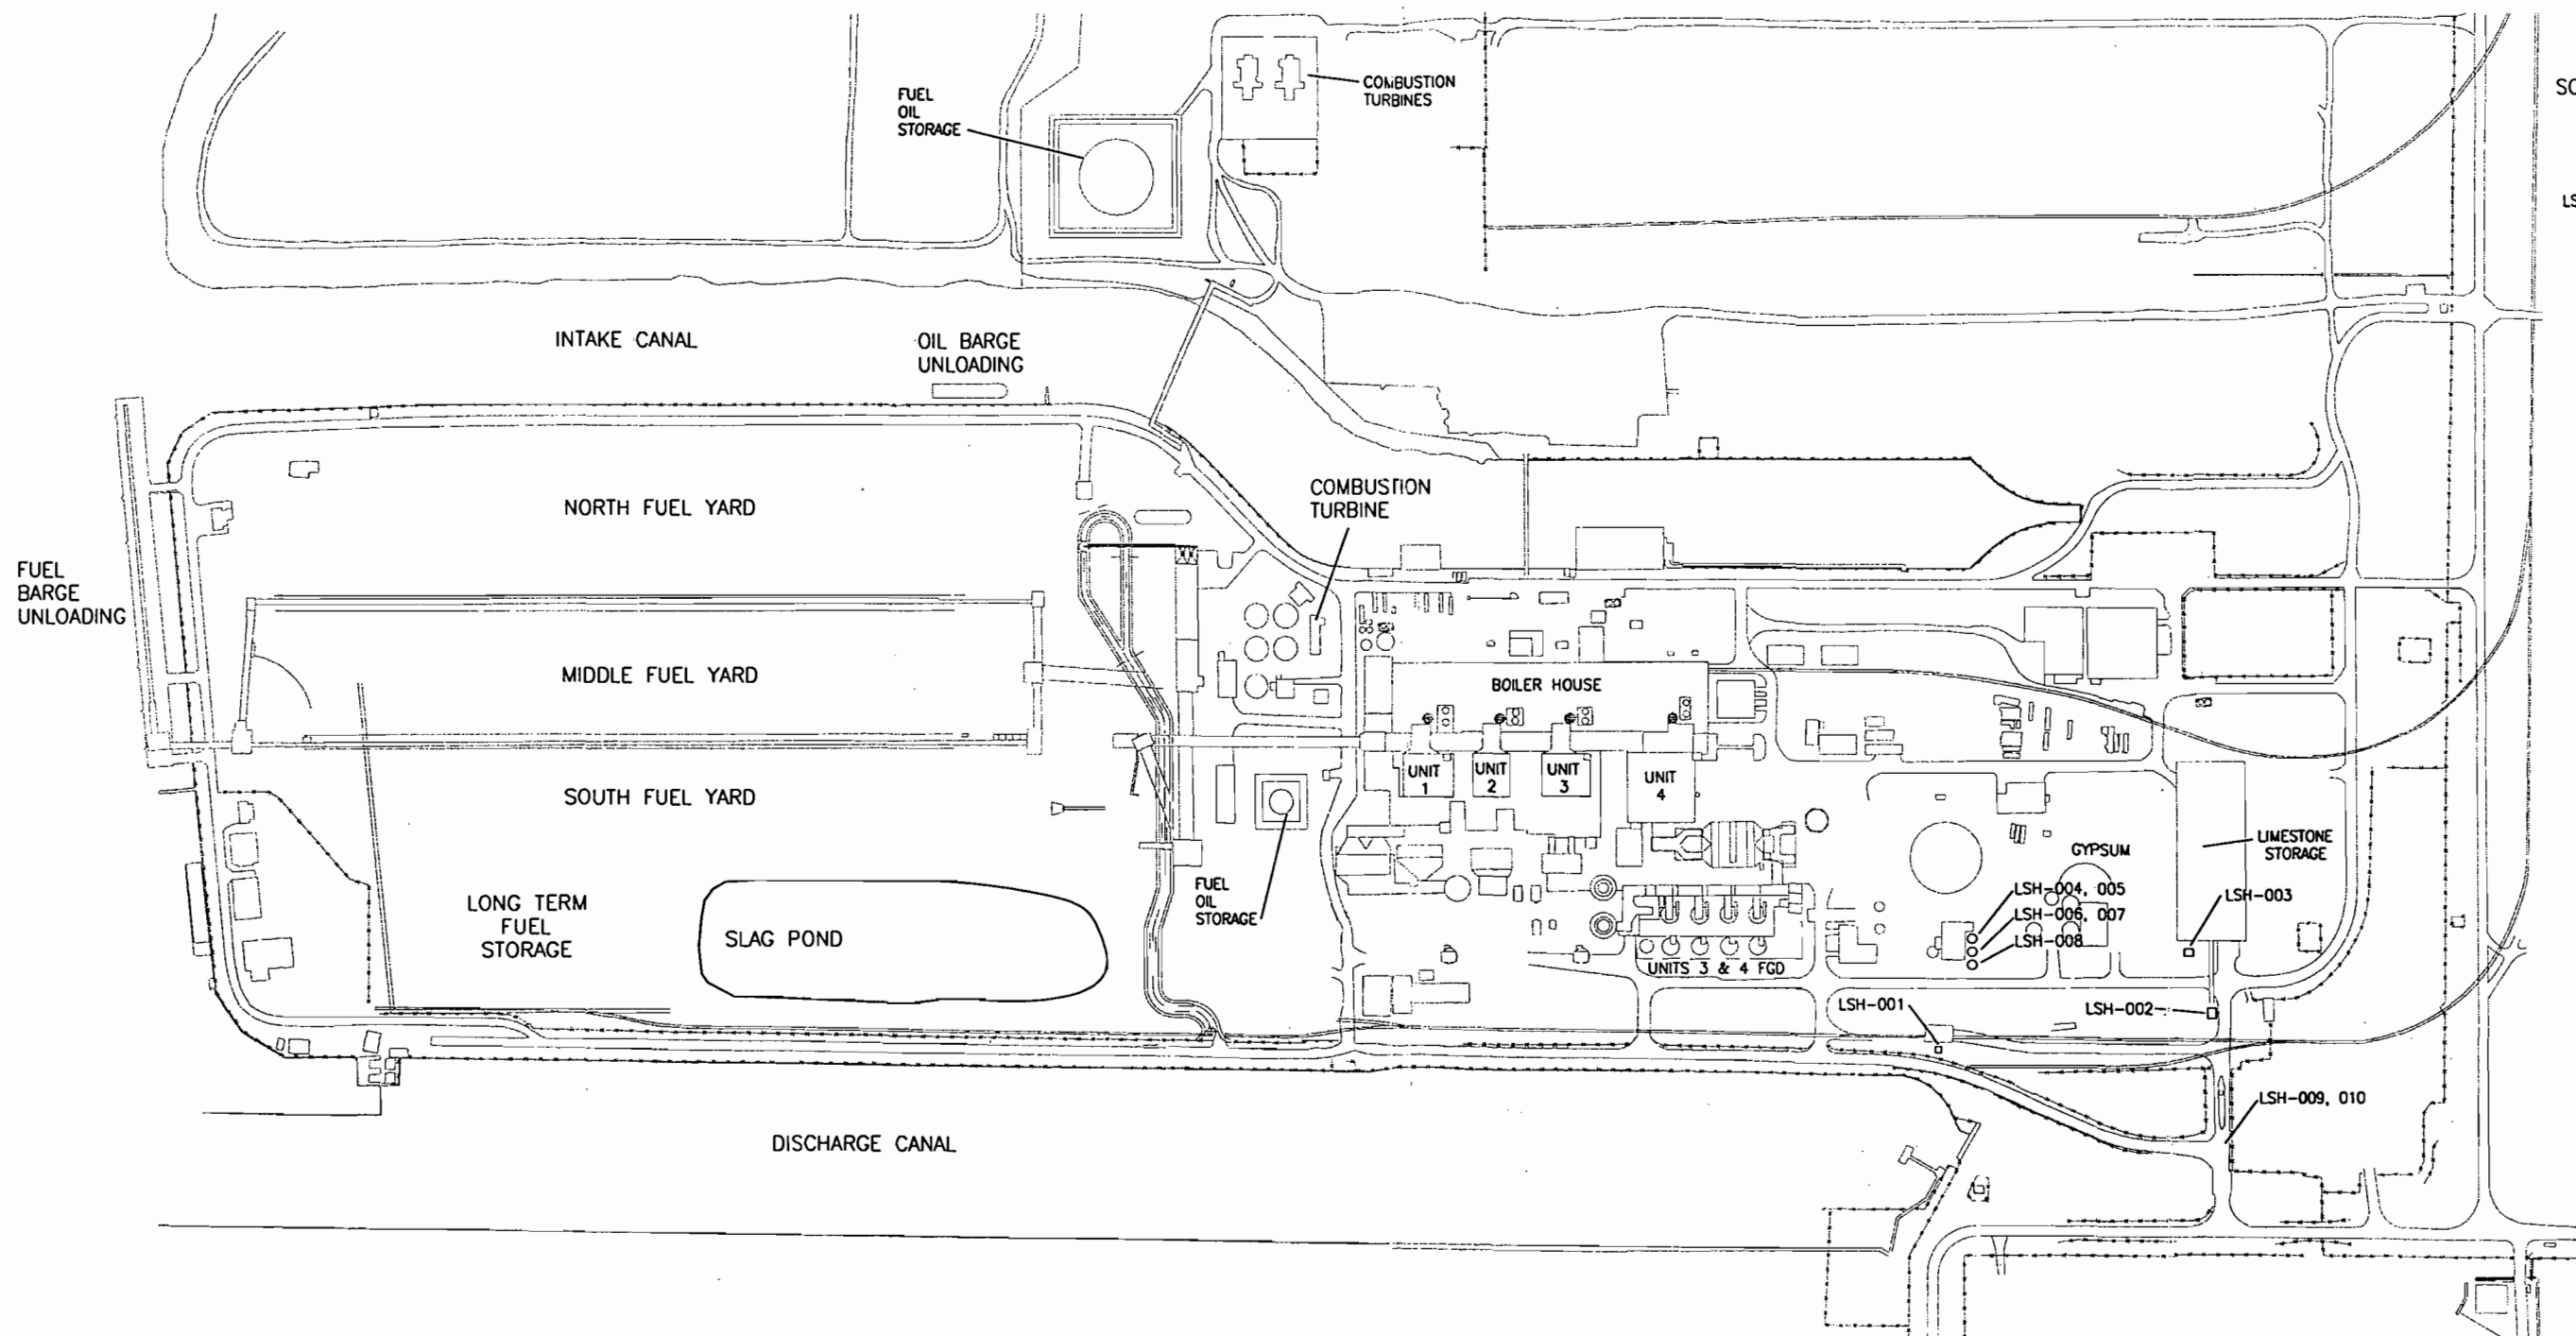 COMBUSTION
TURBINES
FUEL
OIL
STORAGE
INTAKE CANAL
OIL BARGE
UNLOADING
COMBUSTION
TURBINE
NORTH FUEL YARD
FUEL
BARGE
UNLOADING
MIDDLE FUEL YARD
BOILER HOUSE
SOUTH FUEL YARD
UNIT
1
UNIT
2
UNIT
3
UNIT
4
LIMESTONE
STORAGE
GYPSUM
FUEL
OIL
STORAGE
LONG TERM
FUEL
STORAGE
SLAG POND
LSH-004, 005
LSH-006, 007
LSH-008
LSH-003
UNITS 3 & 4 FGD
LSH-001
LSH-002
LSH-009, 010
DISCHARGE CANAL